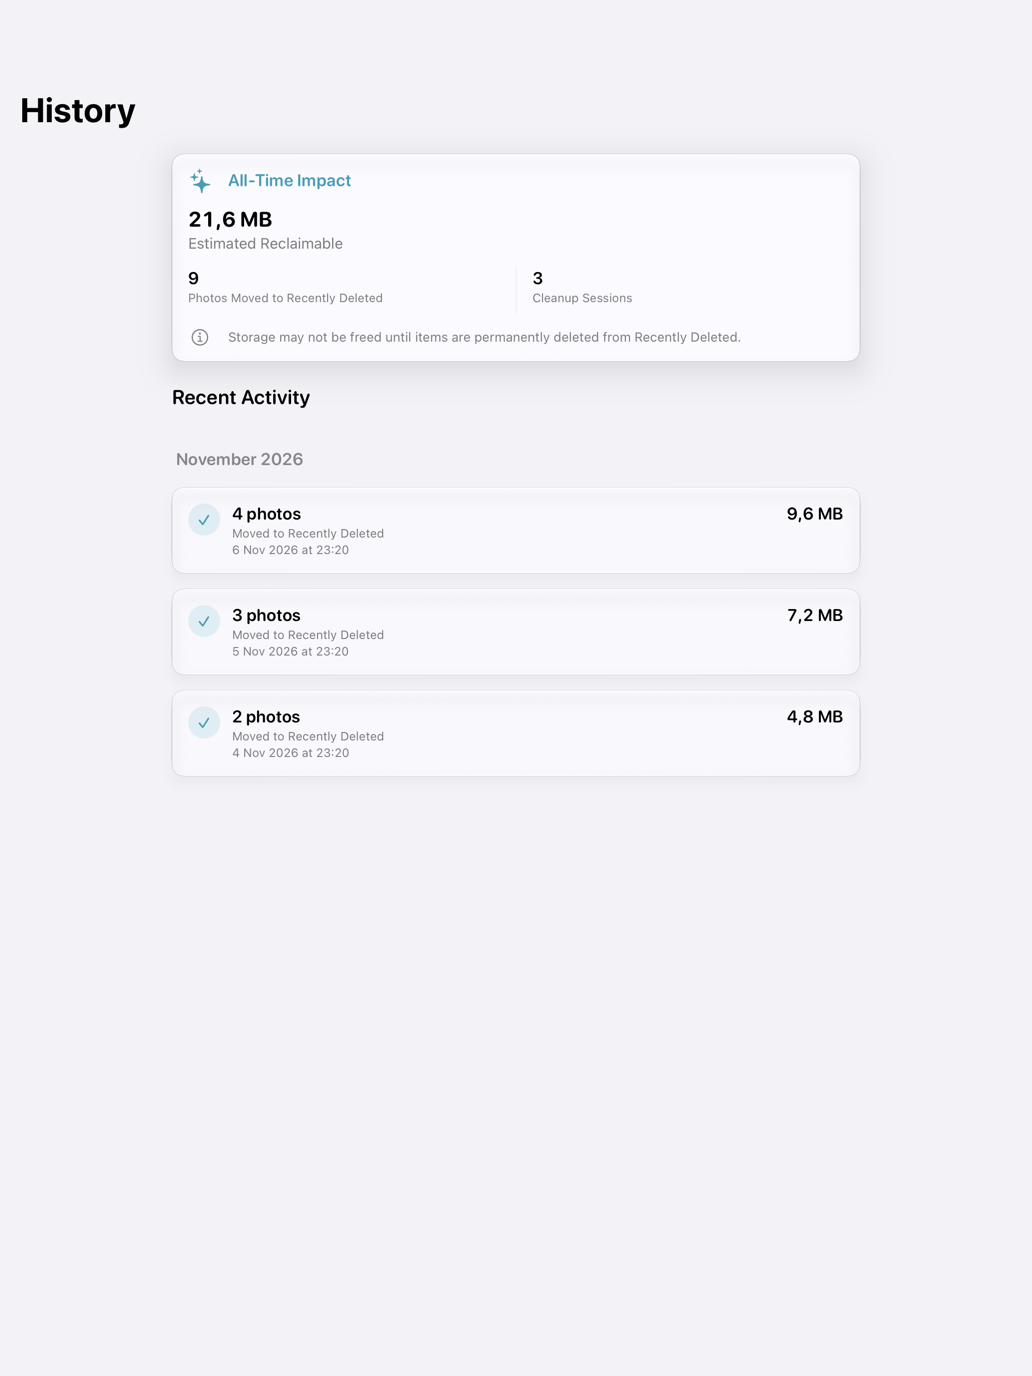 History
All-Time Impact
21,6 MB
Estimated Reclaimable
9
Photos Moved to Recently Deleted
3
Cleanup Sessions
Storage may not be freed until items are permanently deleted from Recently Deleted.
Recent Activity
November 2026
4 photos
9,6 MB
Moved to Recently Deleted
6 Nov 2026 at 23:20
3 photos
7,2 MB
Moved to Recently Deleted
5 Nov 2026 at 23:20
2 photos
4,8 MB
Moved to Recently Deleted
4 Nov 2026 at 23:20